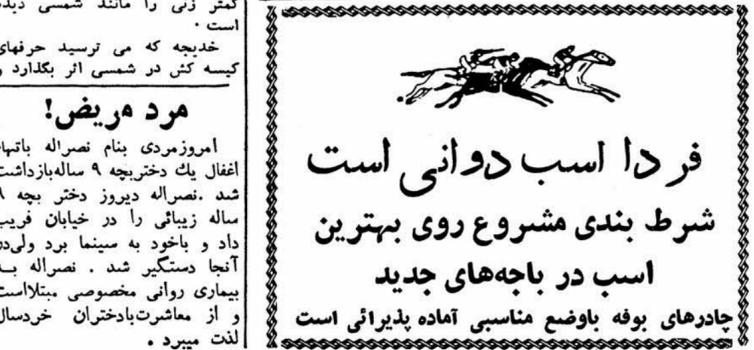 فردا اسب دوانی است
شرط بندی مشروع روی بهترین
اسب در باجه‌های جدید
چادرهای بوفه باوضع مناسبی آماده پذیرائی است
کمتر زنی را مانند شمسی دیده
است .
خدیجه که می ترسید حرفهای
کیسه کش در شمسی اثر بگذارد و
مرد مریض!
امروزمردی بنام نصراله باتهام
اغفال یك دختربچه ۹ ساله‌بازداشت
شد .نصراله دیروز دختر بچه ۹
ساله زیبائی را در خیابان فریب
داد و باخود به سینما برد ولی‌در
آنجا دستگیر شد . نصراله بـ
بیماری روانی مخصوصی مبتلااست
و از معاشرت‌بادختران خردسال
لذت میبرد .